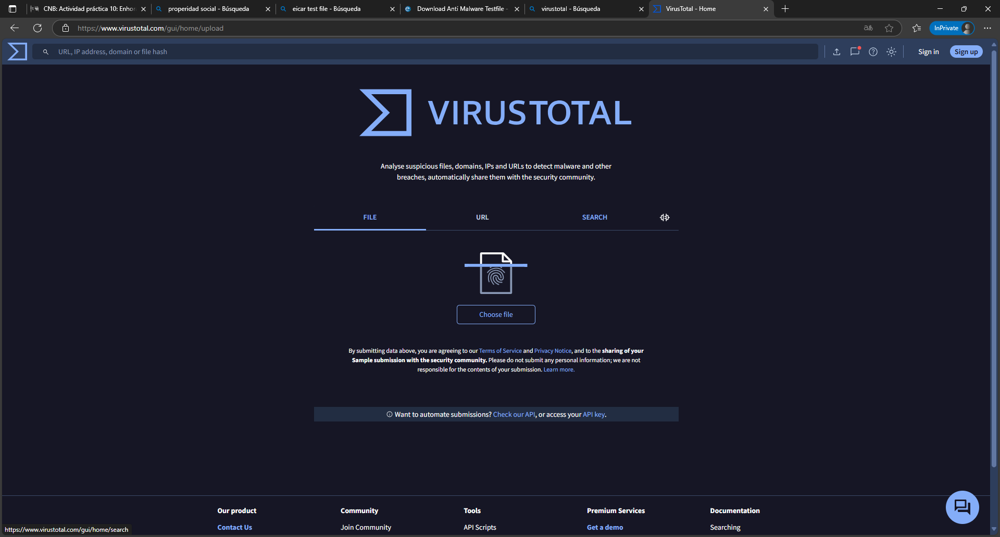 CNB: Actividad práctica 10: Enhor
properidad social - Búsqueda
eicar test file - Búsqueda
Download Anti Malware Testfile -
virustotal - Búsqueda
VirusTotal - Home
https://www.virustotal.com/gui/home/upload
InPrivate
URL, IP address, domain or file hash
Sign in
Sign up
VIRUSTOTAL
Analyse suspicious files, domains, IPs and URLs to detect malware and other
breaches, automatically share them with the security community.
FILE
URL
SEARCH
Choose file
By submitting data above, you are agreeing to our Terms of Service and Privacy Notice, and to the sharing of your
Sample submission with the security community. Please do not submit any personal information; we are not
responsible for the contents of your submission. Learn more.
Want to automate submissions? Check our API, or access your API key.
Our product
Community
Tools
Premium Services
Documentation
Contact Us
Join Community
API Scripts
Get a demo
Searching
https://www.virustotal.com/gui/home/search